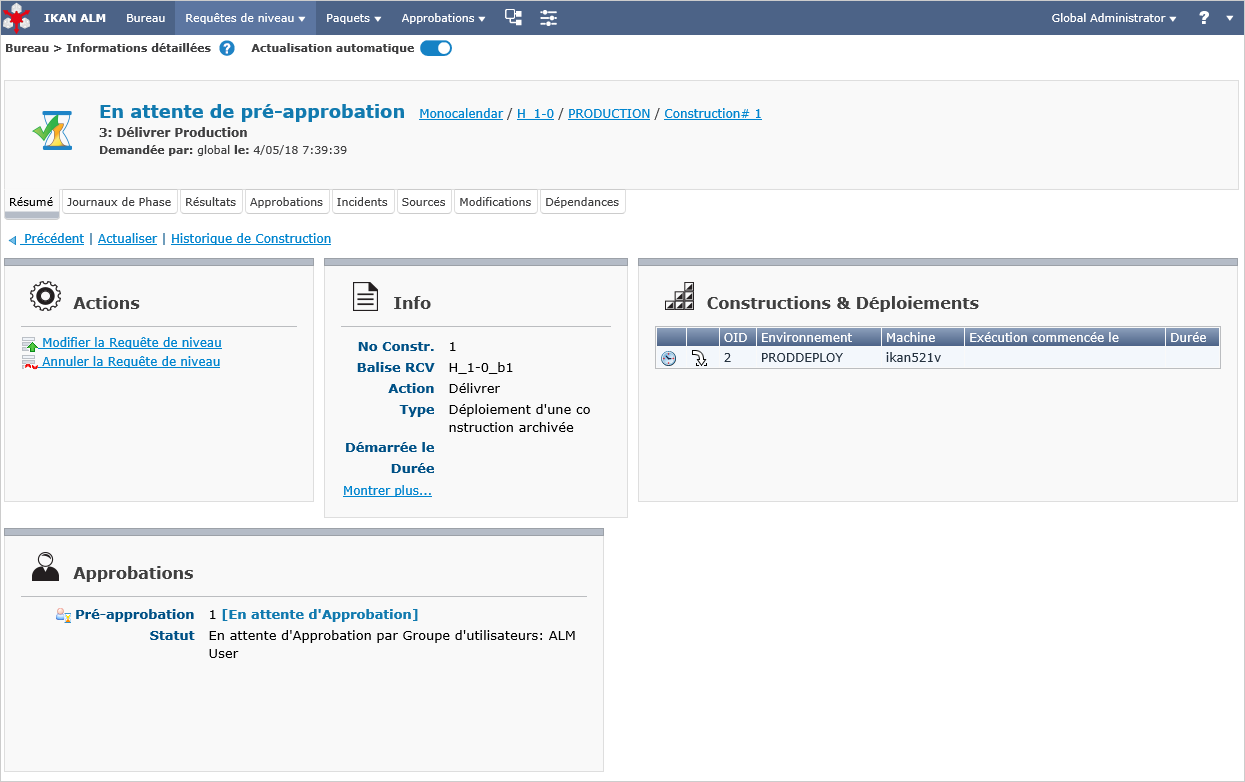 IKAN ALM Bureau Requêtes de niveau Paquets Approbations Global Administrator ?
Bureau > Informations détaillées ? Actualisation automatique
En attente de pré-approbation Monocalendar / H_1-0 / PRODUCTION / Construction# 1
3: Délivrer Production
Demandée par: global le: 4/05/18 7:39:39
Résumé Journaux de Phase Résultats Approbations Incidents Sources Modifications Dépendances
Précédent | Actualiser | Historique de Construction
Actions
Modifier la Requête de niveau
Annuler la Requête de niveau
Info
No Constr. 1
Balise RCV H_1-0_b1
Action Délivrer
Type Déploiement d'une co
nstruction archivée
Démarrée le
Durée
Montrer plus...
Constructions & Déploiements
OID Environnement Machine Exécution commencée le Durée
2 PRODDEPLOY ikan521v
Approbations
Pré-approbation 1 [En attente d'Approbation]
Statut En attente d'Approbation par Groupe d'utilisateurs: ALM
User